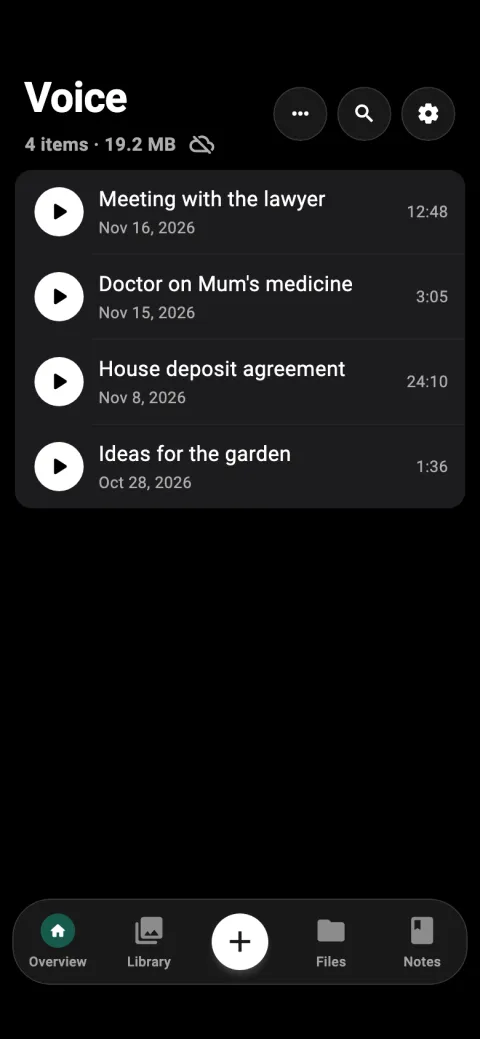 Voice
4 items · 19.2 MB
Meeting with the lawyer
Nov 16, 2026
12:48
Doctor on Mum's medicine
Nov 15, 2026
3:05
House deposit agreement
Nov 8, 2026
24:10
Ideas for the garden
Oct 28, 2026
1:36
Overview
Library
Files
Notes